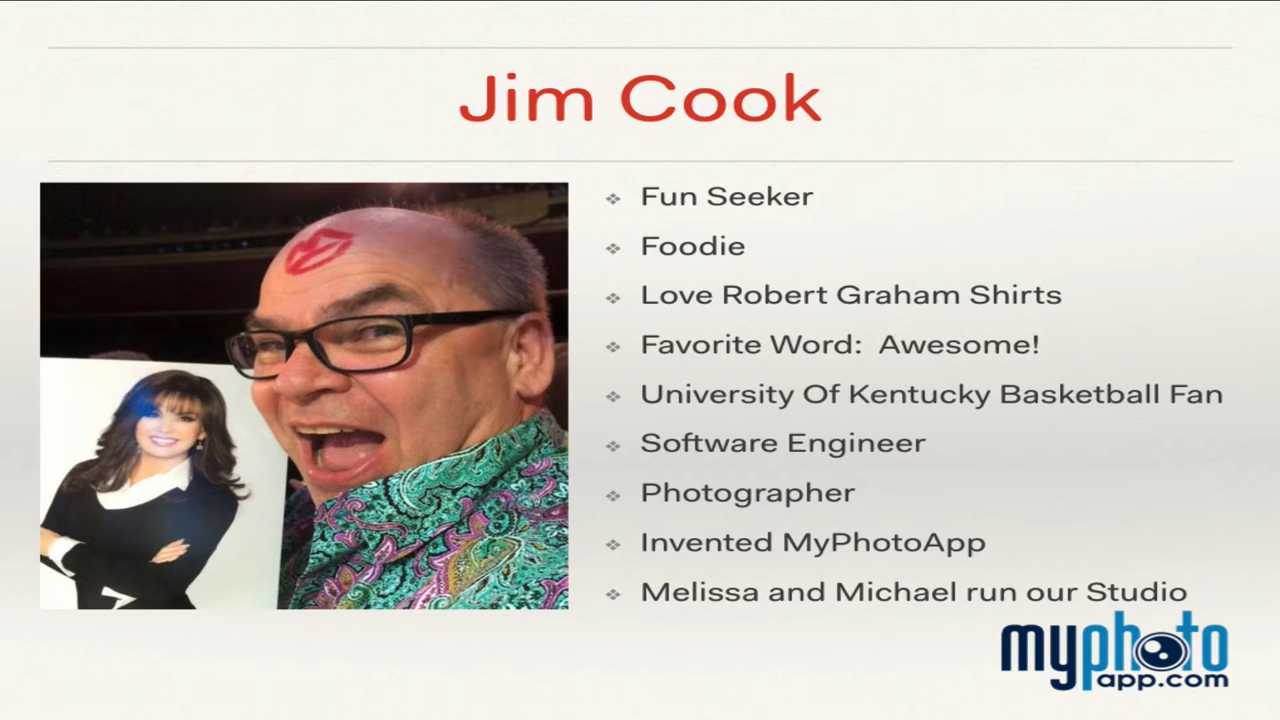 Jim Cook
Fun Seeker
Foodie
Love Robert Graham Shirts
Favorite Word:  Awesome!
University Of Kentucky Basketball Fan
Software Engineer
Photographer
Invented MyPhotoApp
Melissa and Michael run our Studio
myphoto
app.com